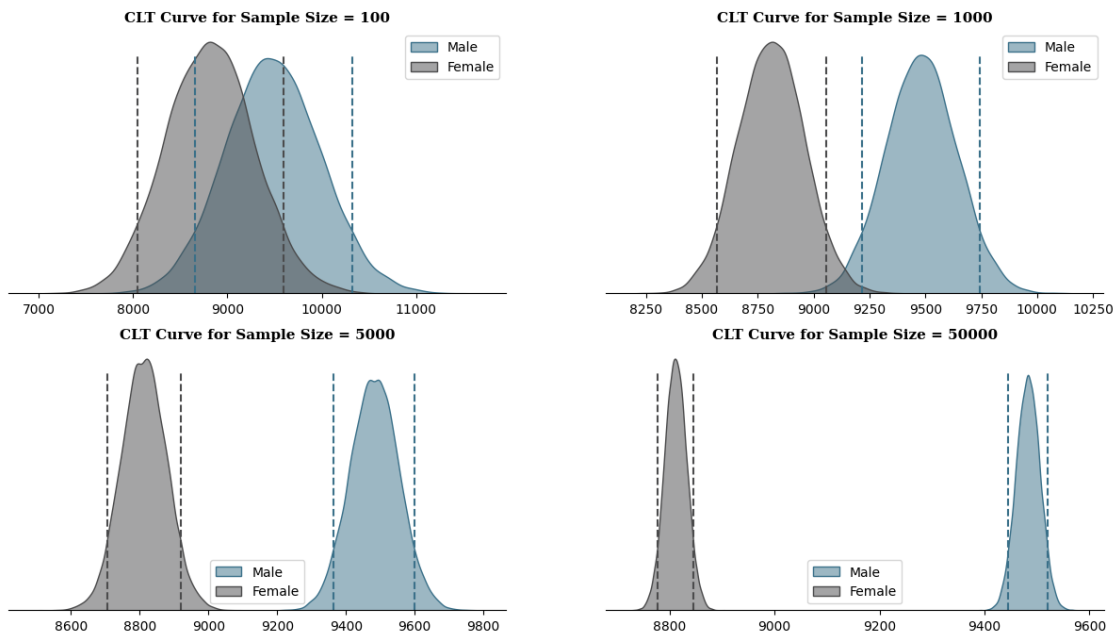 CLT Curve for Sample Size = 100
Male
Female
7000 8000 9000 10000 11000
CLT Curve for Sample Size = 1000
Male
Female
8250 8500 8750 9000 9250 9500 9750 10000 10250
CLT Curve for Sample Size = 5000
Male
Female
8600 8800 9000 9200 9400 9600 9800
CLT Curve for Sample Size = 50000
Male
Female
8800 9000 9200 9400 9600